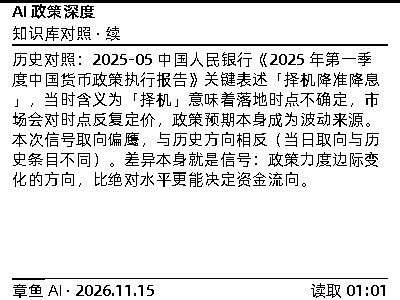 AI 政策深度
知识库对照 · 续
历史对照：2025-05 中国人民银行《2025 年第一季
度中国货币政策执行报告》关键表述「择机降准降息
」，当时含义为「择机」意味着落地时点不确定，市
场会对时点反复定价，政策预期本身成为波动来源。
本次信号取向偏鹰，与历史方向相反（当日取向与历
史条目不同）。差异本身就是信号：政策力度边际变
化的方向，比绝对水平更能决定资金流向。
章鱼 AI · 2026.11.15
读取 01:01